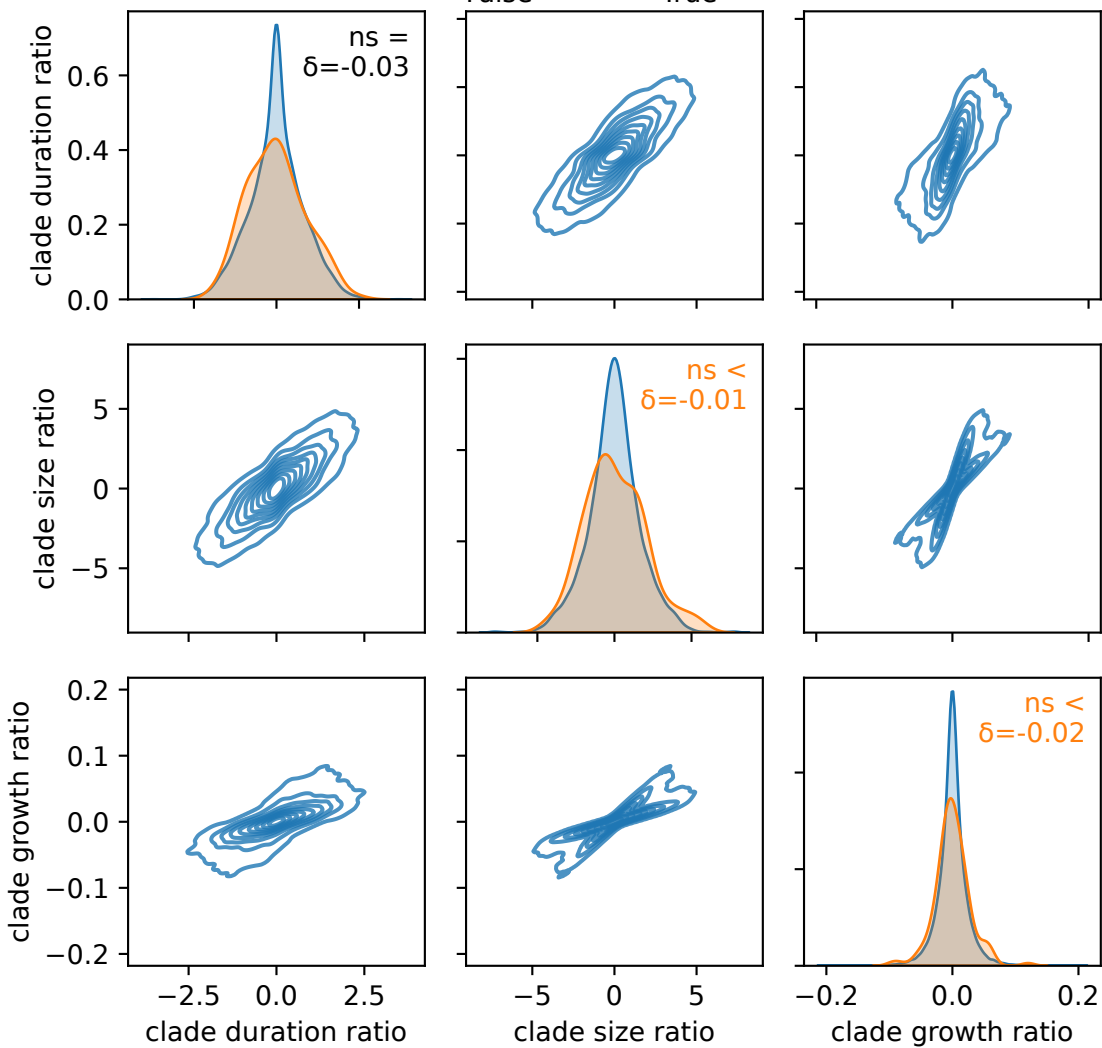 ns =
δ=-0.03
clade duration ratio
0.6
0.4
0.2
0.0
ns <
δ=-0.01
clade size ratio
5
0
−5
ns <
δ=-0.02
clade growth ratio
0.2
0.1
0.0
−0.1
−0.2
−2.5 0.0 2.5
−5 0 5
−0.2 0.0 0.2
clade duration ratio
clade size ratio
clade growth ratio